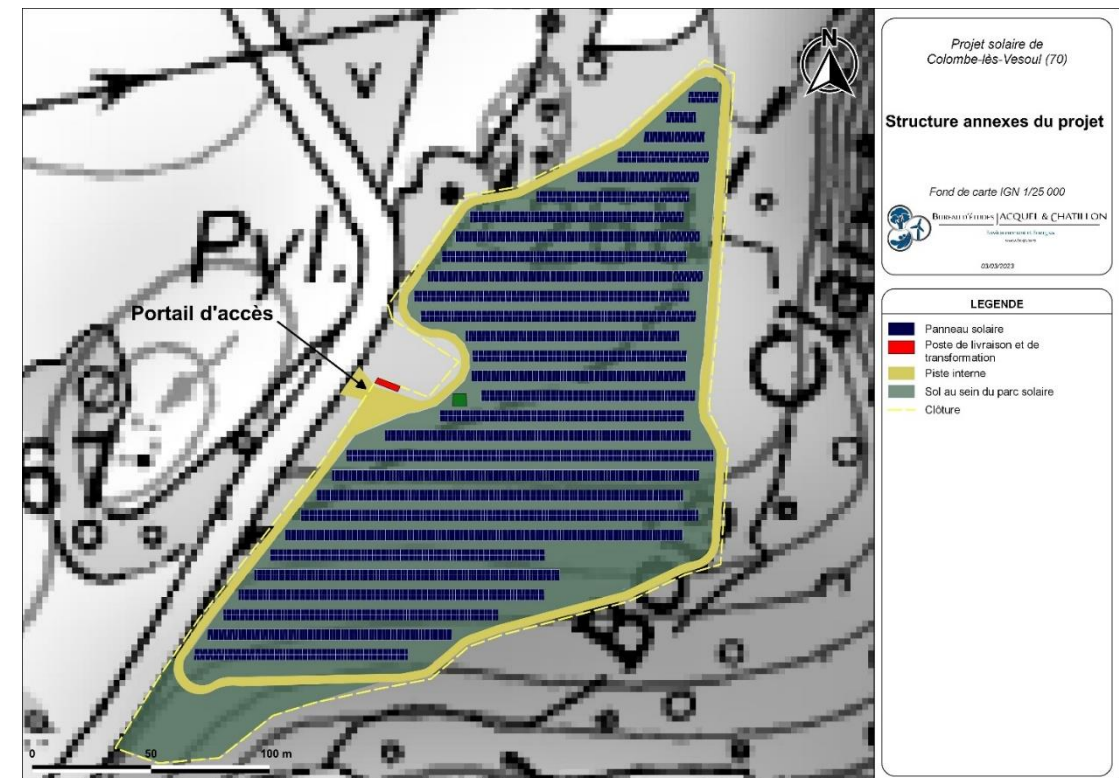 N
Portail d'accès
0
50
100 m
Projet solaire de
Colombe-lès-Vesoul (70)
Structure annexes du projet
Fond de carte IGN 1/25 000
BUREAU D'ÉTUDES JACQUEL & CHATILLON
03/03/2023
LEGENDE
Panneau solaire
Poste de livraison et de
transformation
Piste interne
Sol au sein du parc solaire
Clôture